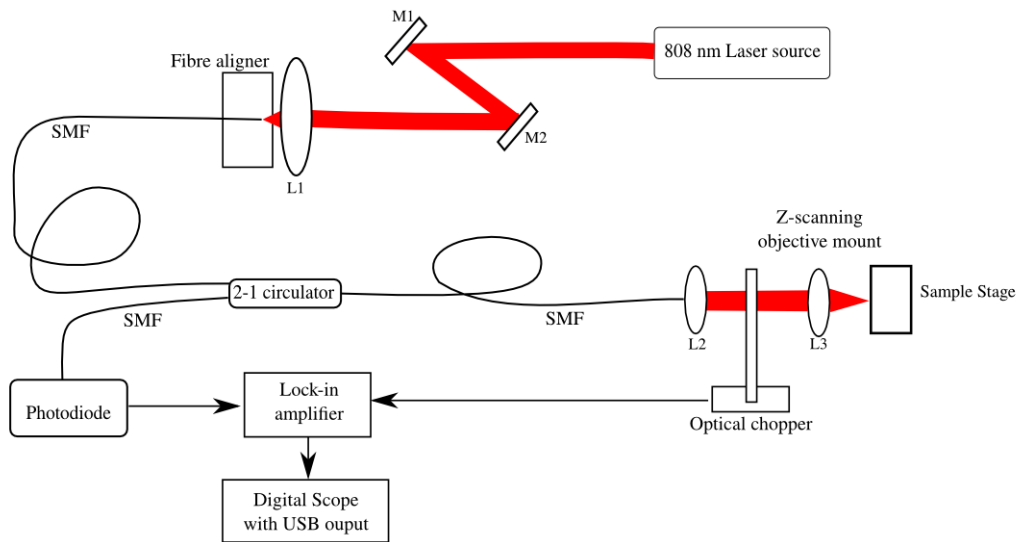 M1
808 nm Laser source
Fibre aligner
SMF
M2
L1
Z-scanning
objective mount
2-1 circulator
Sample Stage
SMF
SMF
L2
L3
Photodiode
Lock-in
amplifier
Optical chopper
Digital Scope
with USB ouput